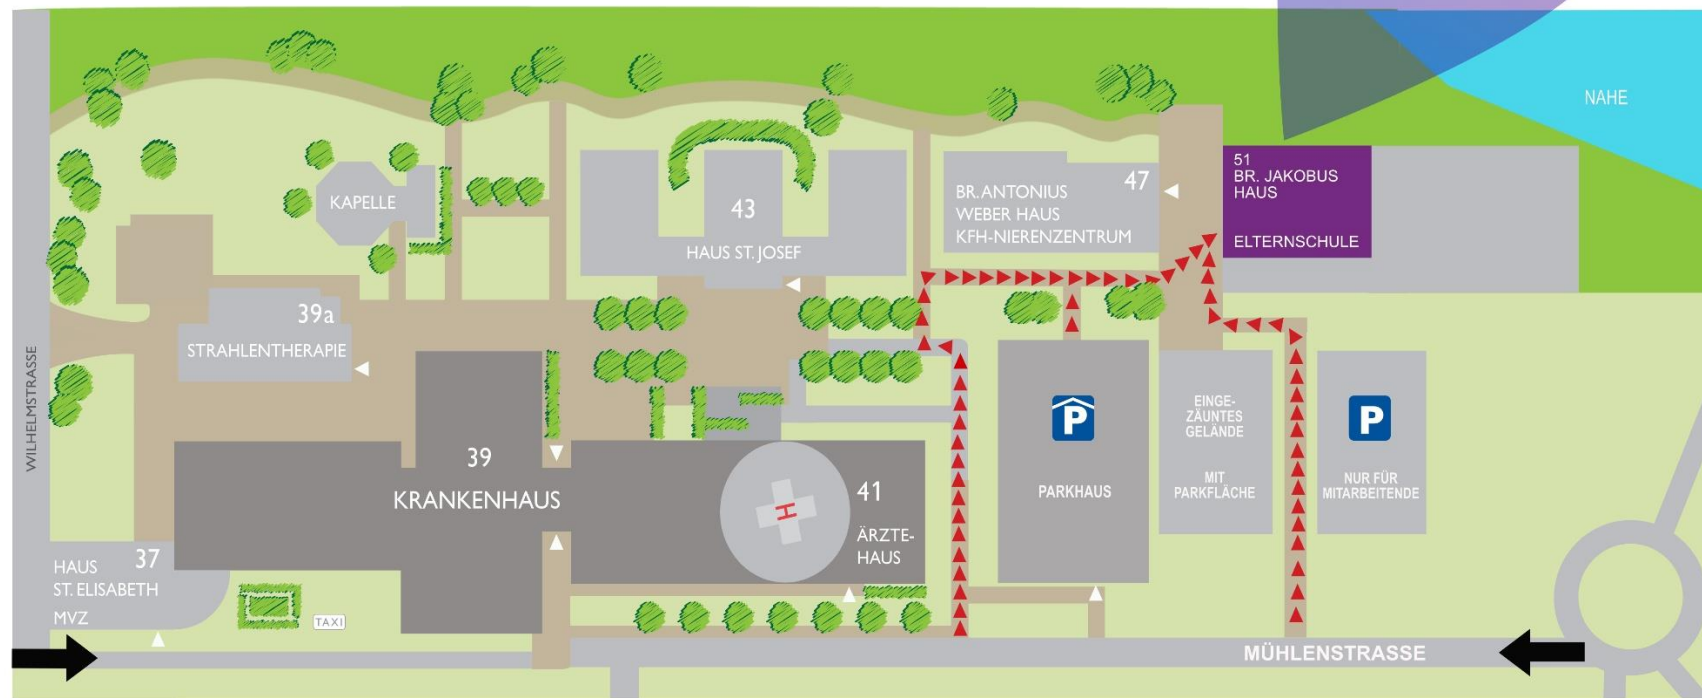 NAHE
51
BR. JAKOBUS
HAUS
ELTERNSCHULE
47
BR. ANTONIUS
WEBER HAUS
KFH-NIERENZENTRUM
KAPELLE
43
HAUS ST. JOSEF
39a
STRAHLENTHERAPIE
WILHELMSTRASSE
39
KRANKENHAUS
H
41
ÄRZTE-
HAUS
P
PARKHAUS
EINGE-
ZÄUNTES
GELÄNDE
MIT
PARKFLÄCHE
P
NUR FÜR
MITARBEITENDE
37
HAUS
ST. ELISABETH
MVZ
TAXI
MÜHLENSTRASSE